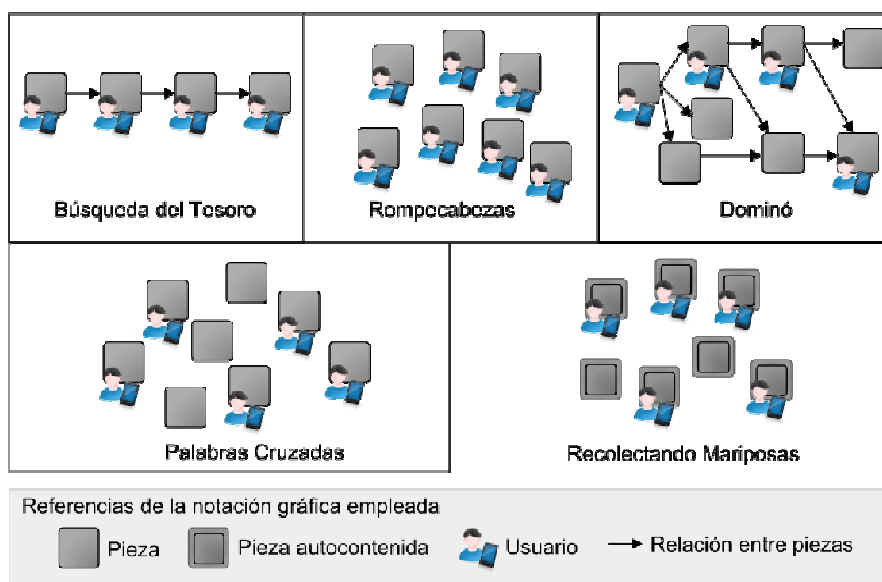 Búsqueda del Tesoro
Rompecabezas
Dominó
Palabras Cruzadas
Recolectando Mariposas
Referencias de la notación gráfica empleada
Pieza
Pieza autocontenida
Usuario
Relación entre piezas